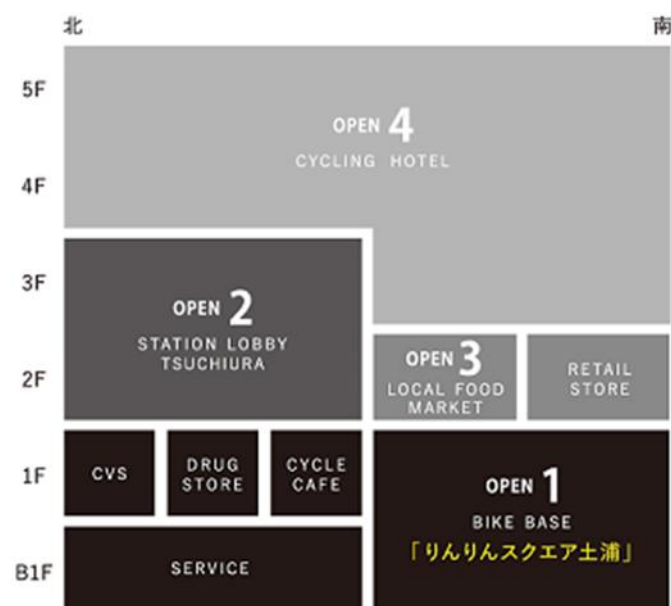 北 南
5F
OPEN 4
CYCLING HOTEL
4F
3F
OPEN 2
STATION LOBBY
TSUCHIURA
2F
OPEN 3
LOCAL FOOD
MARKET
RETAIL
STORE
1F
CVS
DRUG
STORE
CYCLE
CAFE
OPEN 1
BIKE BASE
「りんりんスクエア土浦」
B1F
SERVICE